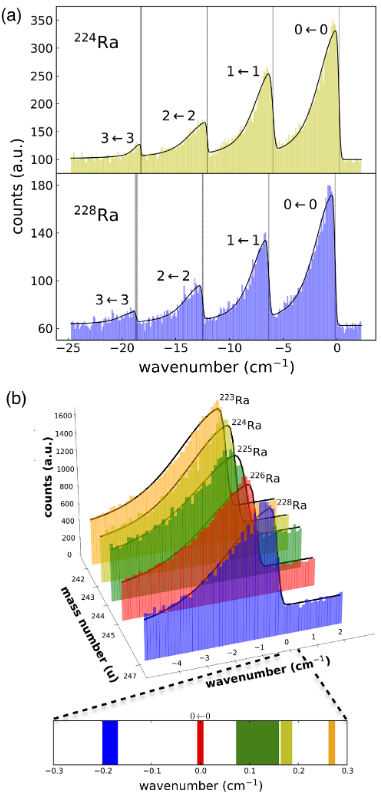 (a)
²²⁴Ra
0←0
1←1
2←2
3←3
350
300
250
200
150
100
counts (a.u.)
²²⁸Ra
0←0
1←1
2←2
3←3
180
140
100
60
−25 −20 −15 −10 −5 0
wavenumber (cm⁻¹)
(b)
1600
1400
1200
1000
800
600
400
200
0
counts (a.u.)
²²³Ra
²²⁴Ra
²²⁵Ra
²²⁶Ra
²²⁸Ra
242
243
244
245
247
mass number (u)
−4 −3 −2 −1 0 1 2
wavenumber (cm⁻¹)
0←0
−0.3 −0.2 −0.1 0.0 0.1 0.2 0.3
wavenumber (cm⁻¹)